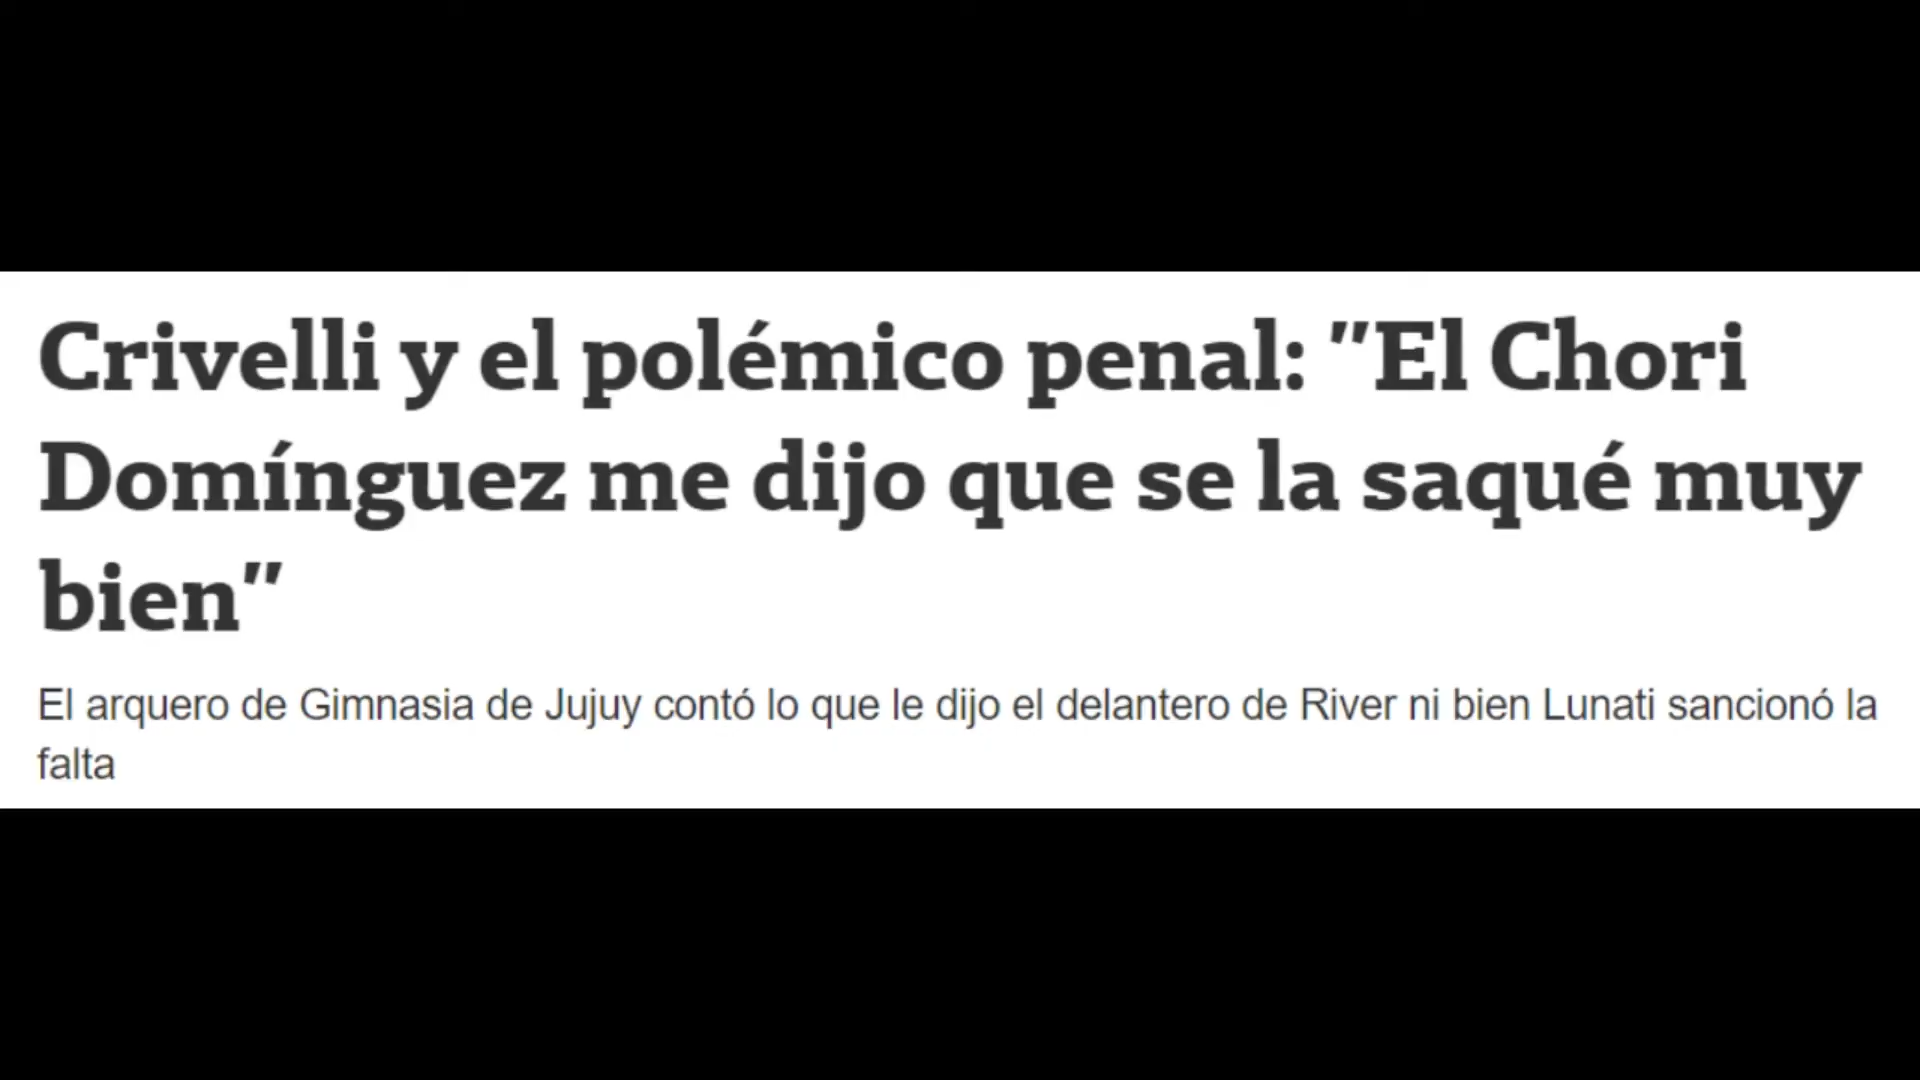 Crivelli y el polémico penal: "El Chori
Domínguez me dijo que se la saqué muy
bien"
El arquero de Gimnasia de Jujuy contó lo que le dijo el delantero de River ni bien Lunati sancionó la
falta